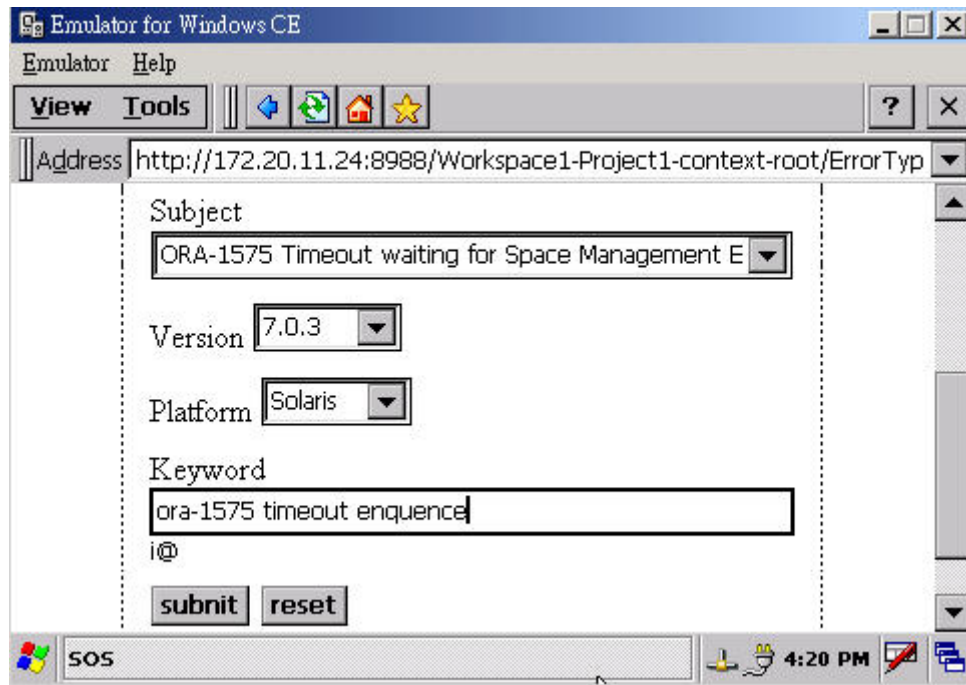 Emulator for Windows CE
Emulator Help
View Tools ? ×
Address http://172.20.11.24:8988/Workspace1-Project1-context-root/ErrorTyp
Subject
ORA-1575 Timeout waiting for Space Management E
Version 7.0.3
Platform Solaris
Keyword
ora-1575 timeout enquence
i@
subnit reset
SOS 4:20 PM